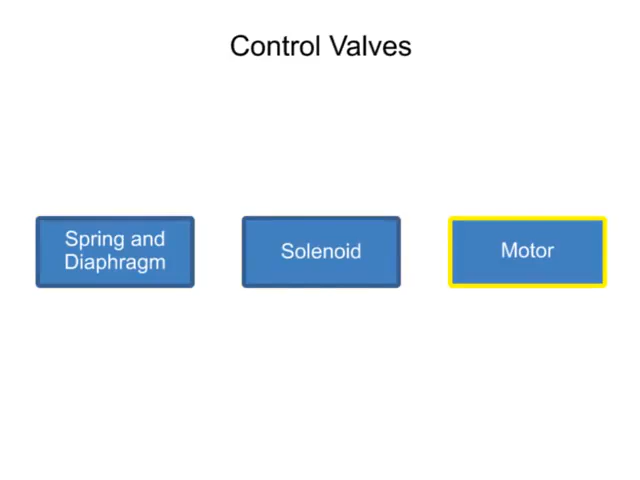 Control Valves
Spring and
Diaphragm
Solenoid
Motor